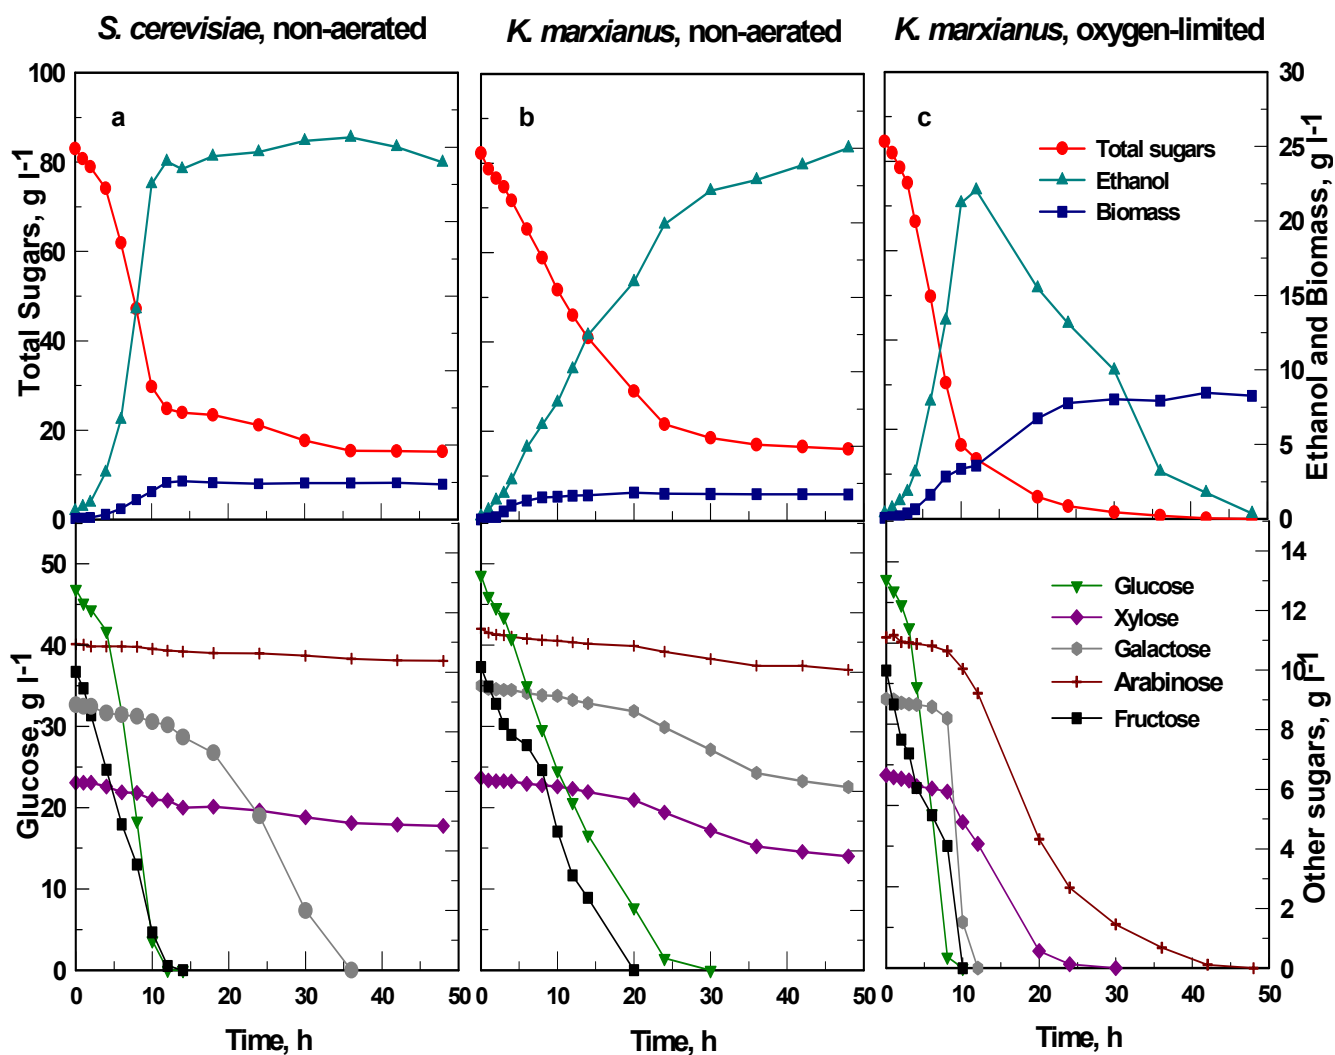 S. cerevisiae, non-aerated
K. marxianus, non-aerated
K. marxianus, oxygen-limited
100
80
60
40
20
0
Total Sugars, g l-1
a
b
c
Total sugars
Ethanol
Biomass
30
25
20
15
10
5
0
Ethanol and Biomass, g l-1
50
40
30
20
10
0
Glucose, g l-1
Glucose
Xylose
Galactose
Arabinose
Fructose
14
12
10
8
6
4
2
0
Other sugars, g l-1
0 10 20 30 40 50
0 10 20 30 40 50
0 10 20 30 40 50
Time, h
Time, h
Time, h